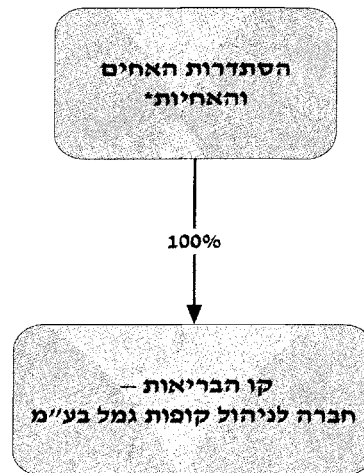 הסתדרות האחים
והאחיות*
100%
קו הבריאות –
חברה לניהול קופות גמל בע"מ